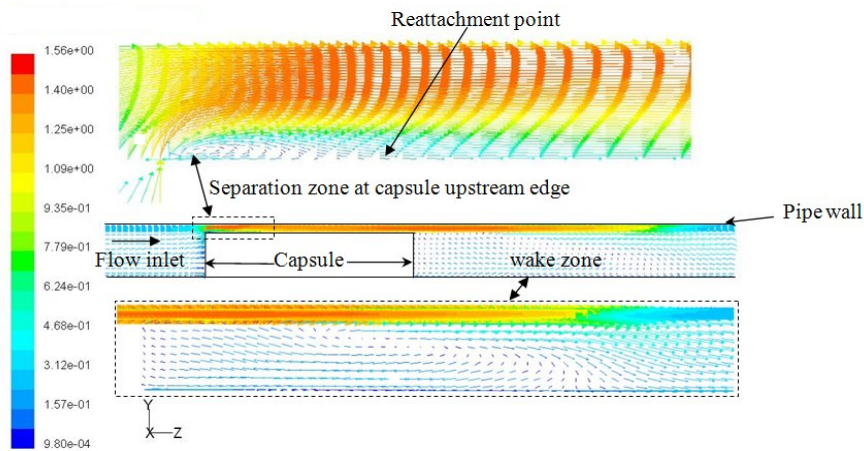 Reattachment point
1.56e+00
1.40e+00
1.25e+00
1.09e+00
9.35e-01
7.79e-01
6.24e-01
4.68e-01
3.12e-01
1.57e-01
9.80e-04
Separation zone at capsule upstream edge
Pipe wall
Flow inlet
Capsule
wake zone
Y
X
Z